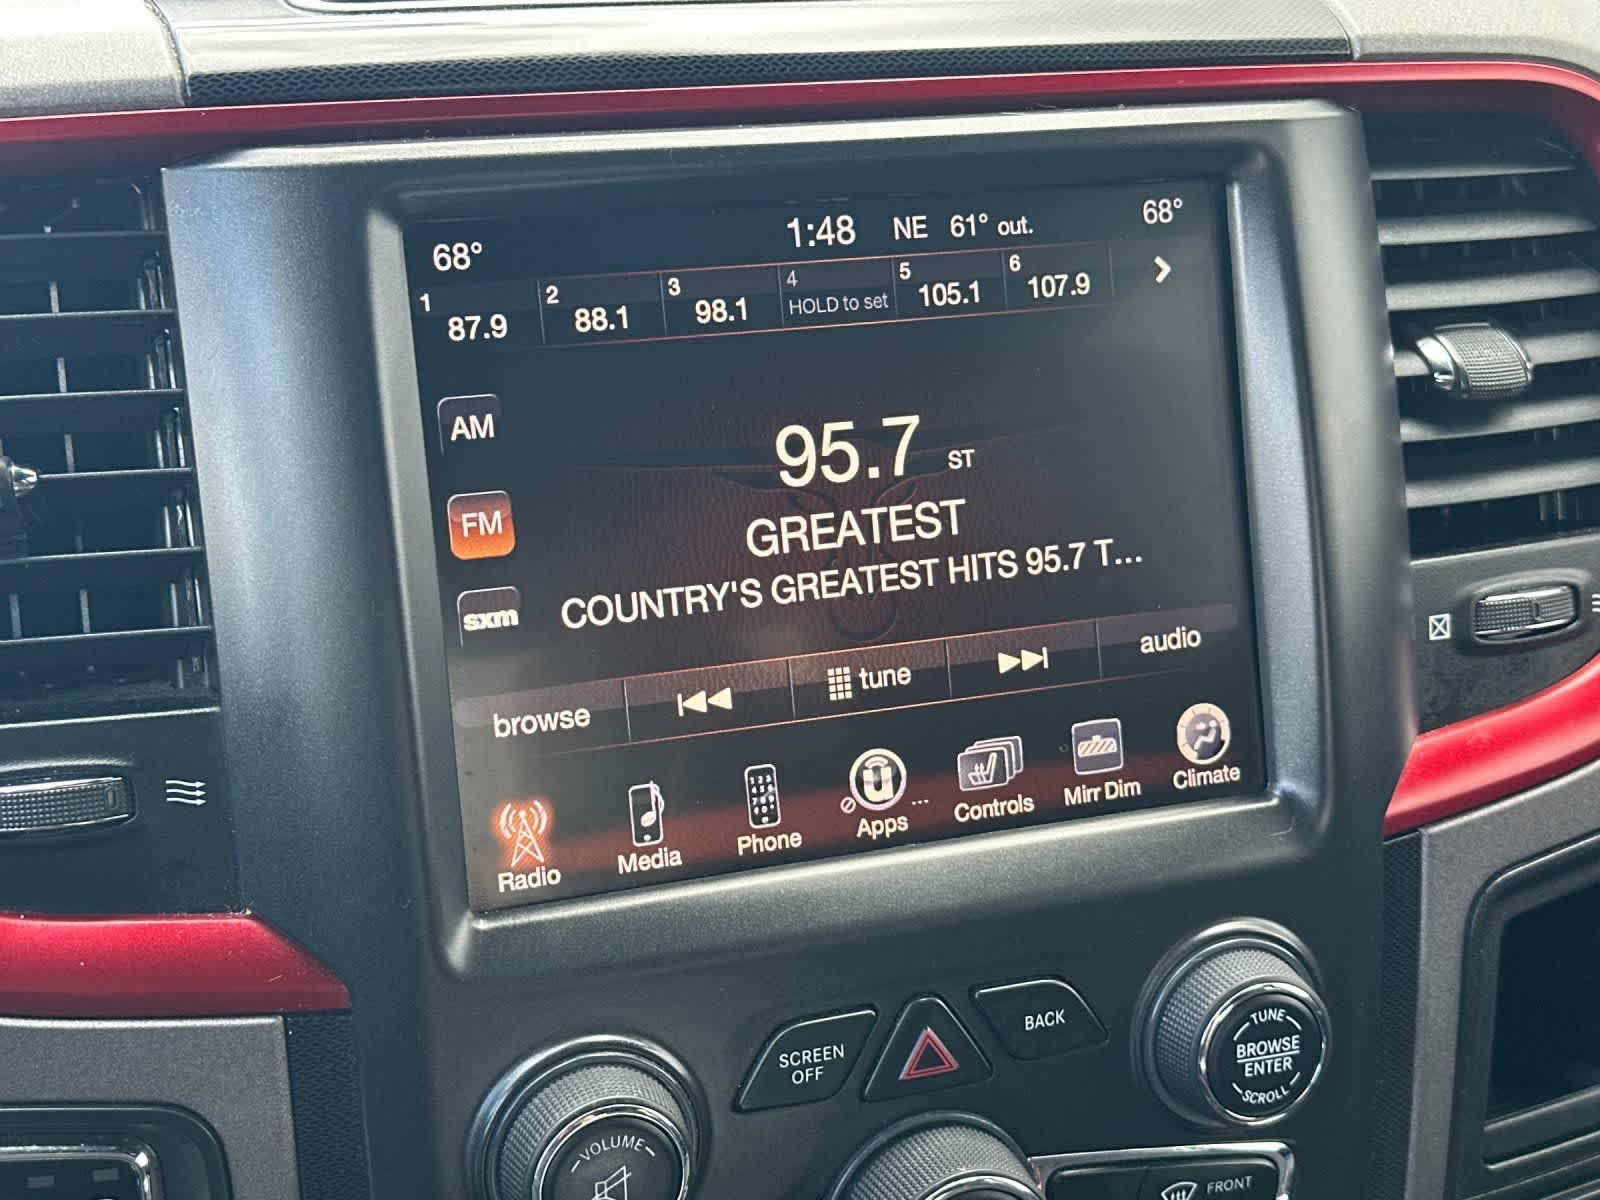 68° 1:48 NE 61° out. 68°
1 87.9 2 88.1 3 98.1 4 HOLD to set 5 105.1 6 107.9
AM
95.7 ST
FM
GREATEST
sxm
COUNTRY'S GREATEST HITS 95.7 T...
browse tune audio
Radio Media Phone Apps Controls Mirr Dim Climate
SCREEN
OFF
BACK
TUNE
BROWSE
ENTER
SCROLL
VOLUME
FRONT